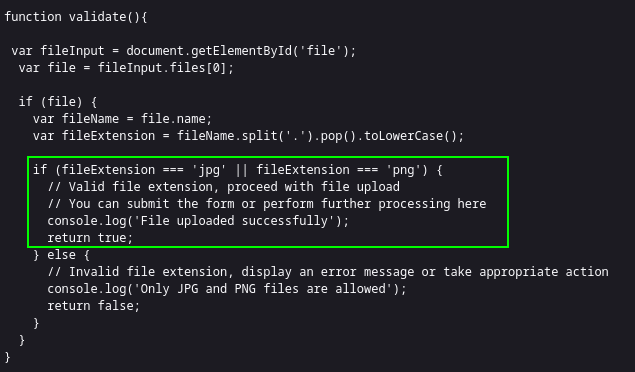 function validate(){
var fileInput = document.getElementById('file');
var file = fileInput.files[0];
if (file) {
var fileName = file.name;
var fileExtension = fileName.split('.').pop().toLowerCase();
if (fileExtension === 'jpg' || fileExtension === 'png') {
// Valid file extension, proceed with file upload
// You can submit the form or perform further processing here
console.log('File uploaded successfully');
return true;
} else {
// Invalid file extension, display an error message or take appropriate action
console.log('Only JPG and PNG files are allowed');
return false;
}
}
}